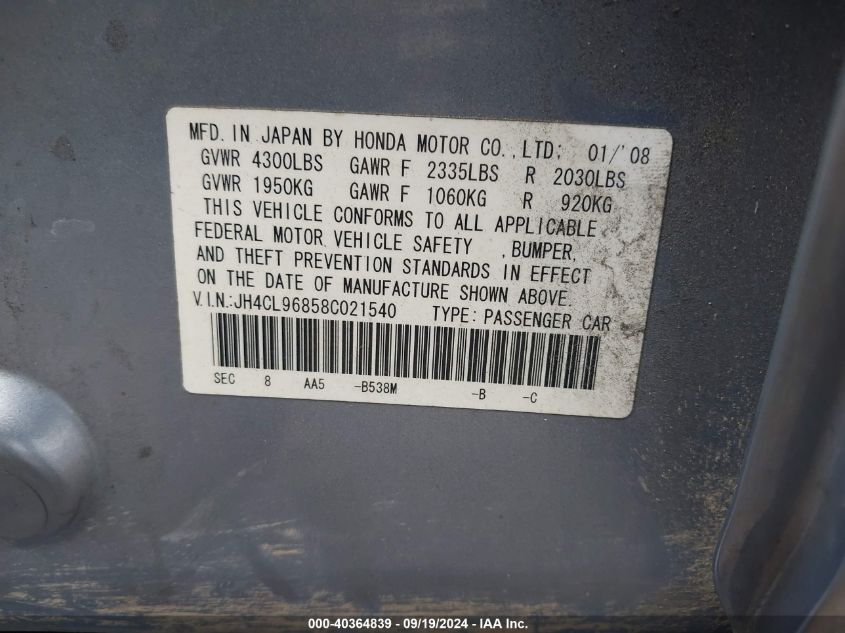 MFD. IN JAPAN BY HONDA MOTOR CO., LTD; 01/'08
GVWR 4300LBS GAWR F 2335LBS R 2030LBS
GVWR 1950KG GAWR F 1060KG R 920KG
THIS VEHICLE CONFORMS TO ALL APPLICABLE
FEDERAL MOTOR VEHICLE SAFETY , BUMPER,
AND THEFT PREVENTION STANDARDS IN EFFECT
ON THE DATE OF MANUFACTURE SHOWN ABOVE.
V.I.N.:JH4CL96858C021540 TYPE: PASSENGER CAR
SEC 8 AA5 -B538M -B -C
000-40364839 - 09/19/2024 - IAA Inc.